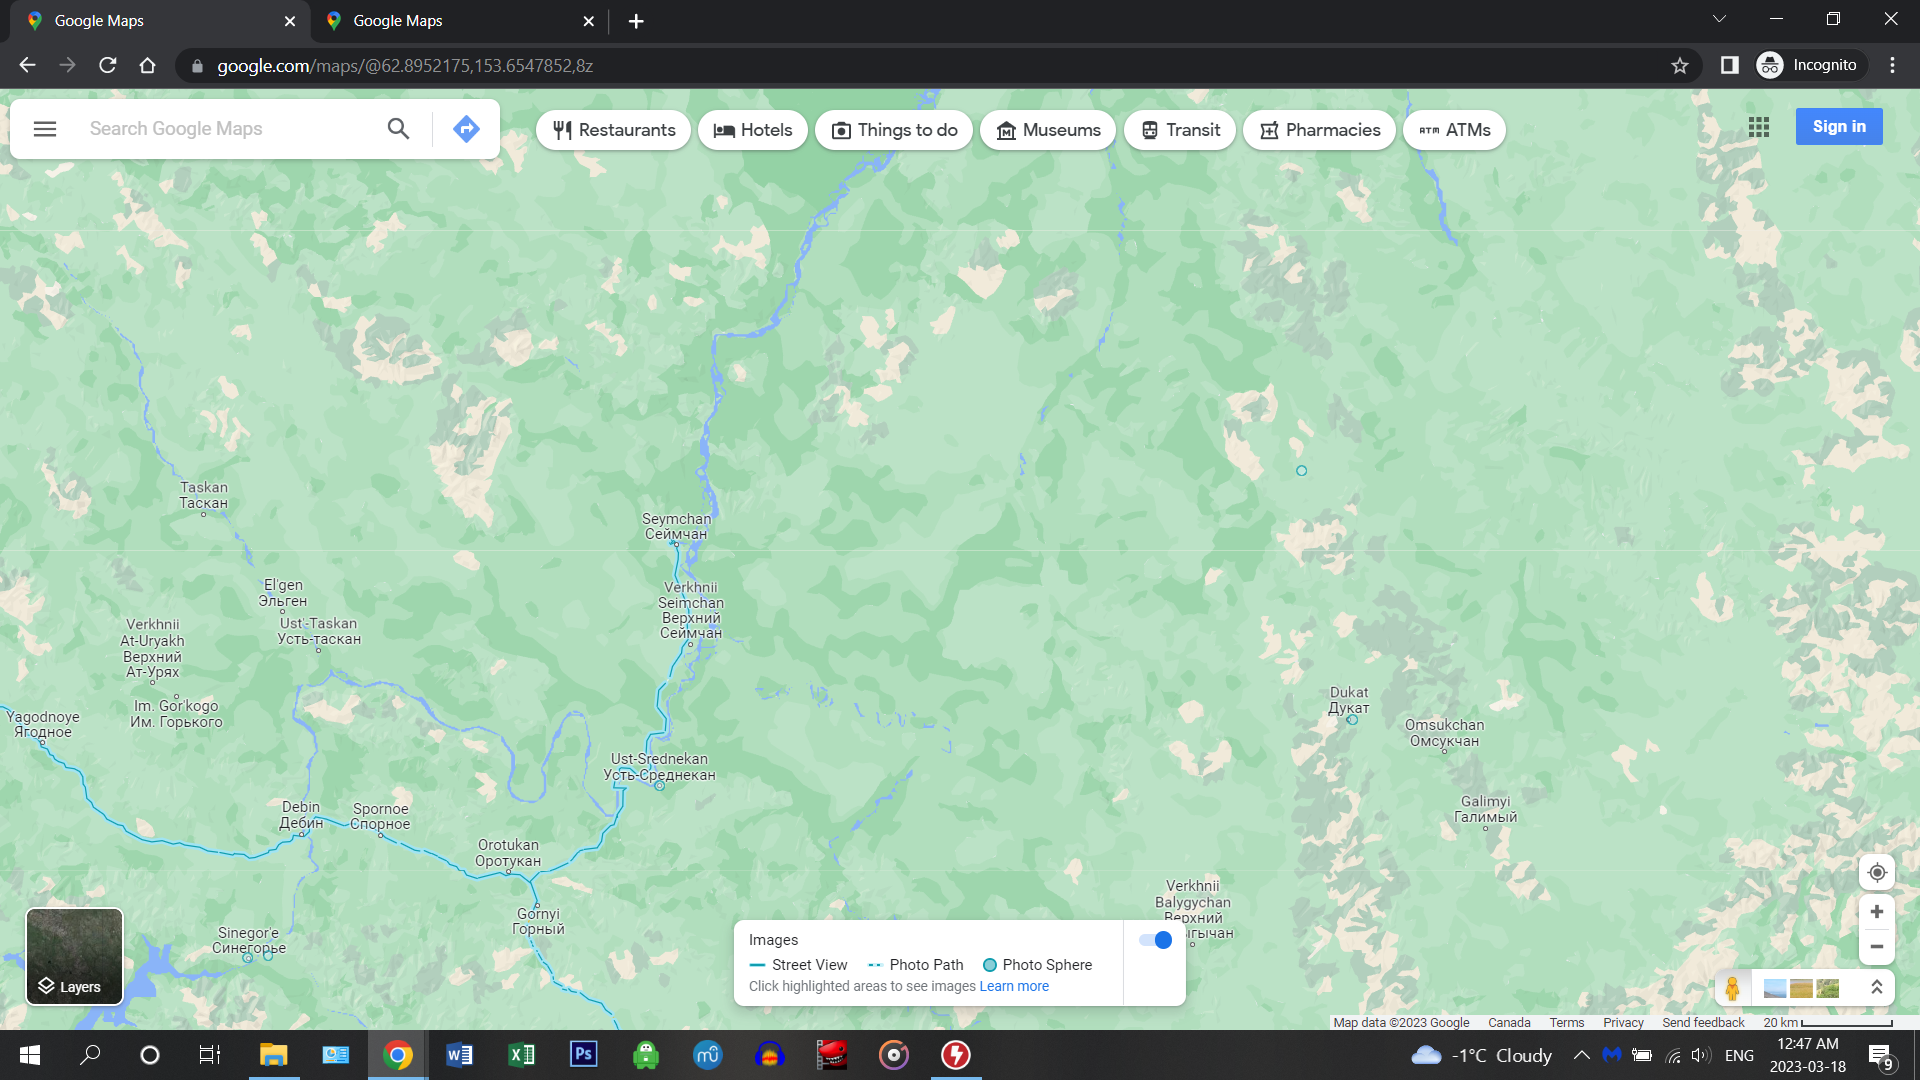 Google Maps
Google Maps
google.com/maps/@62.8952175,153.6547852,8z
Incognito
Search Google Maps
Restaurants
Hotels
Things to do
Museums
Transit
Pharmacies
ATM ATMs
Sign in
Taskan
Таскан
Seymchan
Сеймчан
El'gen
Эльген
Verkhnii
Seimchan
Верхний
Сеймчан
Ust'-Taskan
Усть-таскан
Verkhnii
At-Uryakh
Верхний
Ат-Урях
Im. Gor'kogo
Им. Горького
Yagodnoye
Ягодное
Dukat
Дукат
Omsukchan
Омсукчан
Ust-Srednekan
Усть-Среднекан
Debin
Дебин
Spornoe
Спорное
Galimyi
Галимый
Orotukan
Оротукан
Verkhnii
Balygychan
Верхний
ыгычан
Gornyi
Горный
Sinegor'e
Синегорье
Layers
Images
Street View
Photo Path
Photo Sphere
Click highlighted areas to see images Learn more
Map data ©2023 Google
Canada
Terms
Privacy
Send feedback
20 km
W
X
Ps
mu
-1°C Cloudy
ENG
12:47 AM
2023-03-18
9